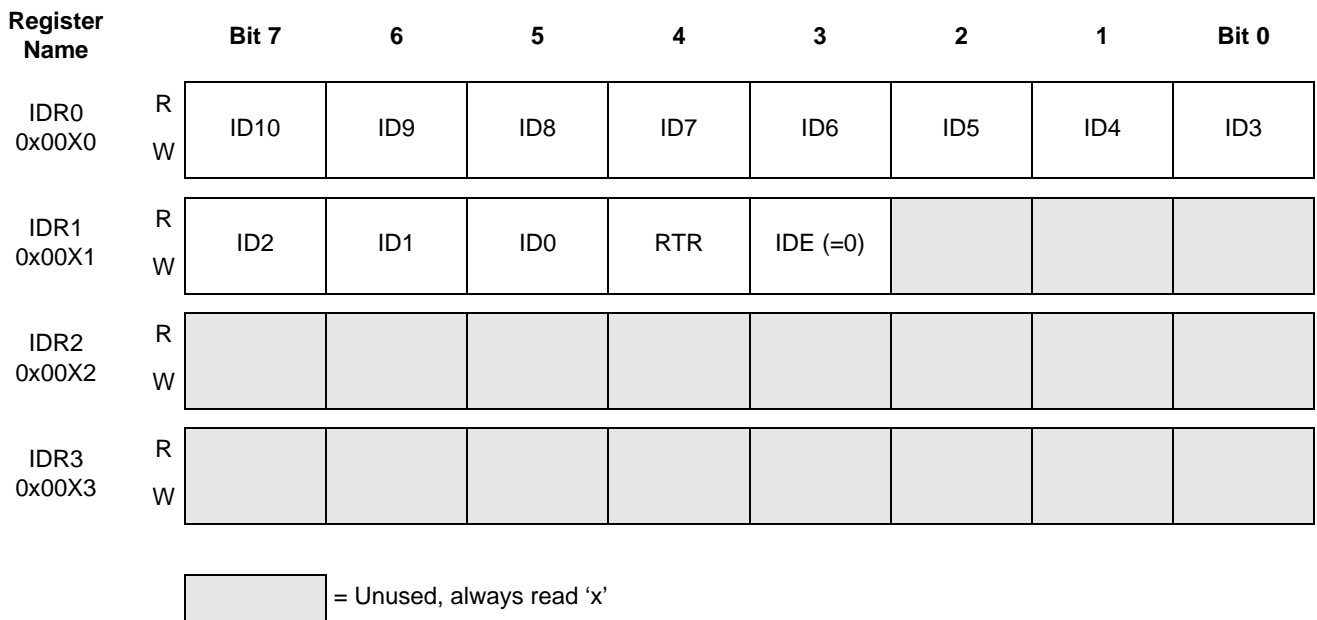 Register Name Bit 7 6 5 4 3 2 1 Bit 0
IDR0 0x00X0 R W ID10 ID9 ID8 ID7 ID6 ID5 ID4 ID3
IDR1 0x00X1 R W ID2 ID1 ID0 RTR IDE (=0)
IDR2 0x00X2 R W
IDR3 0x00X3 R W
= Unused, always read ‘x’